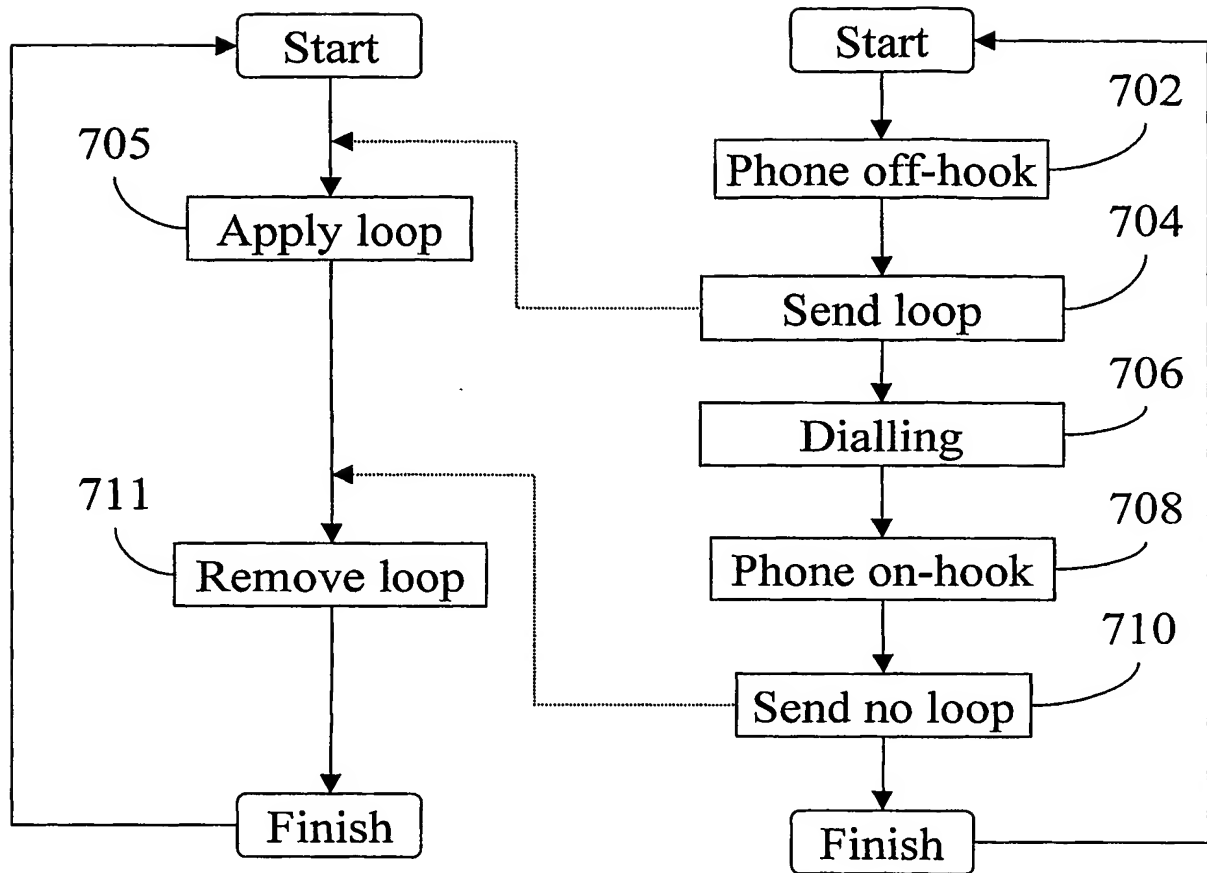 Start
705
Apply loop
711
Remove loop
Finish
Start
702
Phone off-hook
704
Send loop
706
Dialling
708
Phone on-hook
710
Send no loop
Finish